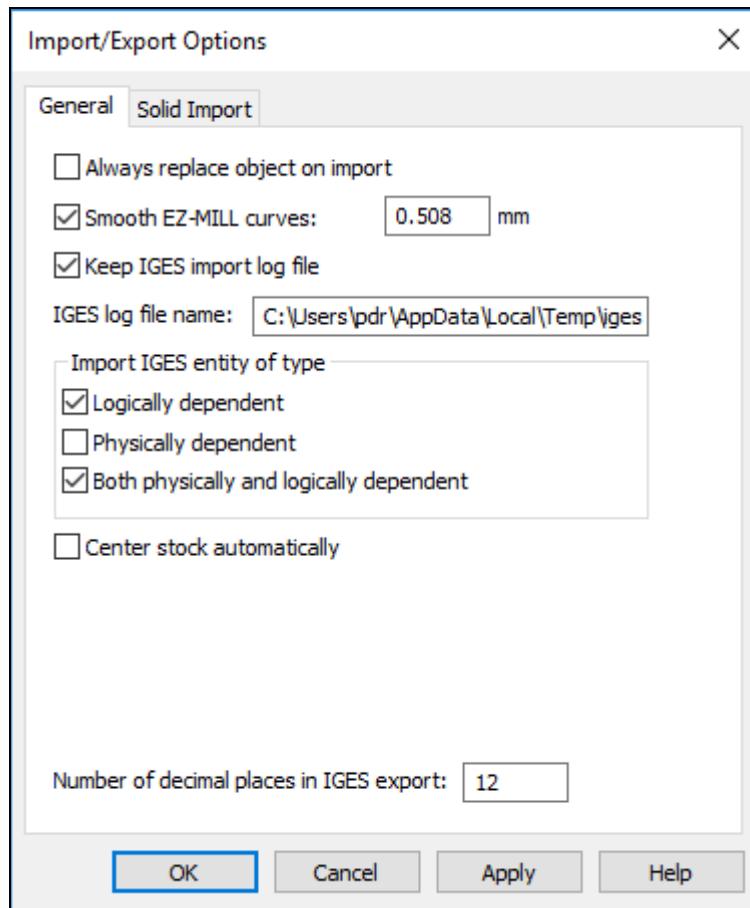 Import/Export Options
General Solid Import
Always replace object on import
Smooth EZ-MILL curves: 0.508 mm
Keep IGES import log file
IGES log file name: C:\Users\pdr\AppData\Local\Temp\iges
Import IGES entity of type
Logically dependent
Physically dependent
Both physically and logically dependent
Center stock automatically
Number of decimal places in IGES export: 12
OK Cancel Apply Help